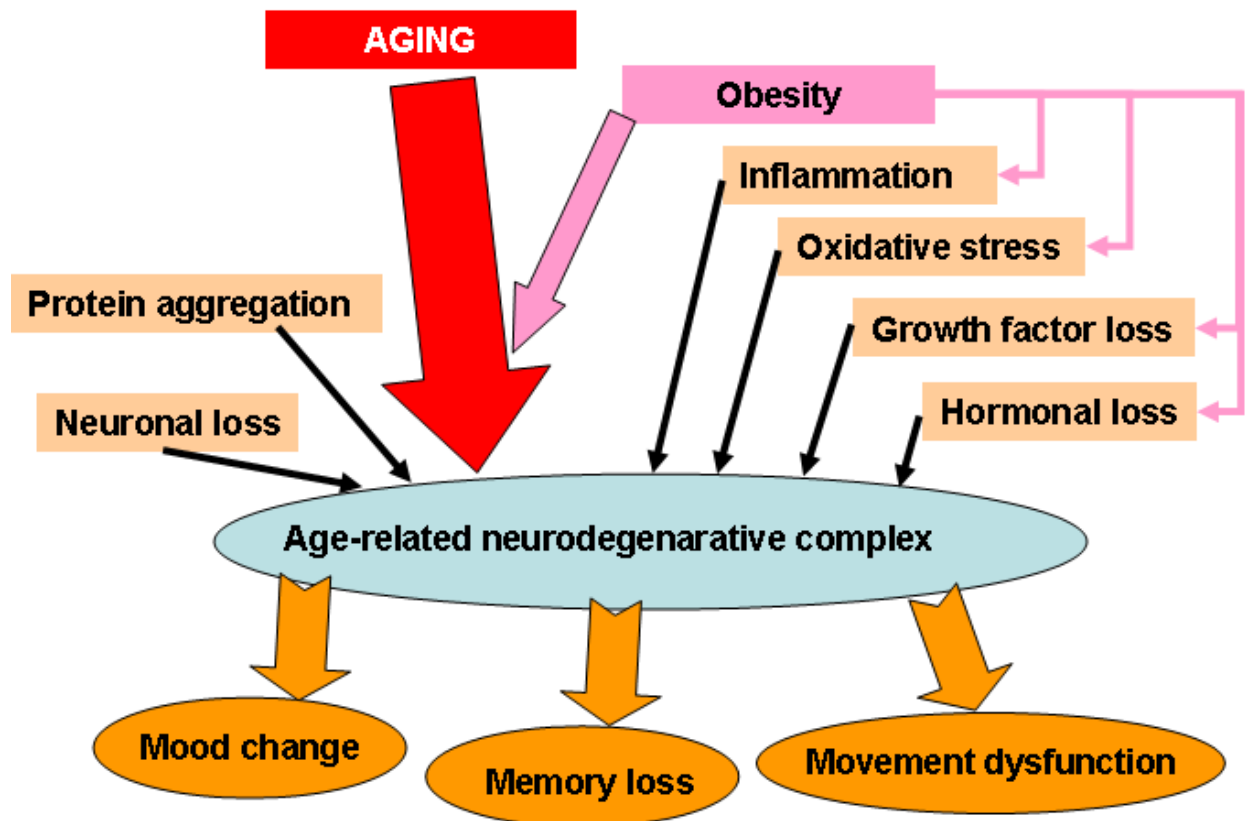 AGING
Obesity
Inflammation
Oxidative stress
Protein aggregation
Growth factor loss
Neuronal loss
Hormonal loss
Age-related neurodegenarative complex
Mood change
Memory loss
Movement dysfunction